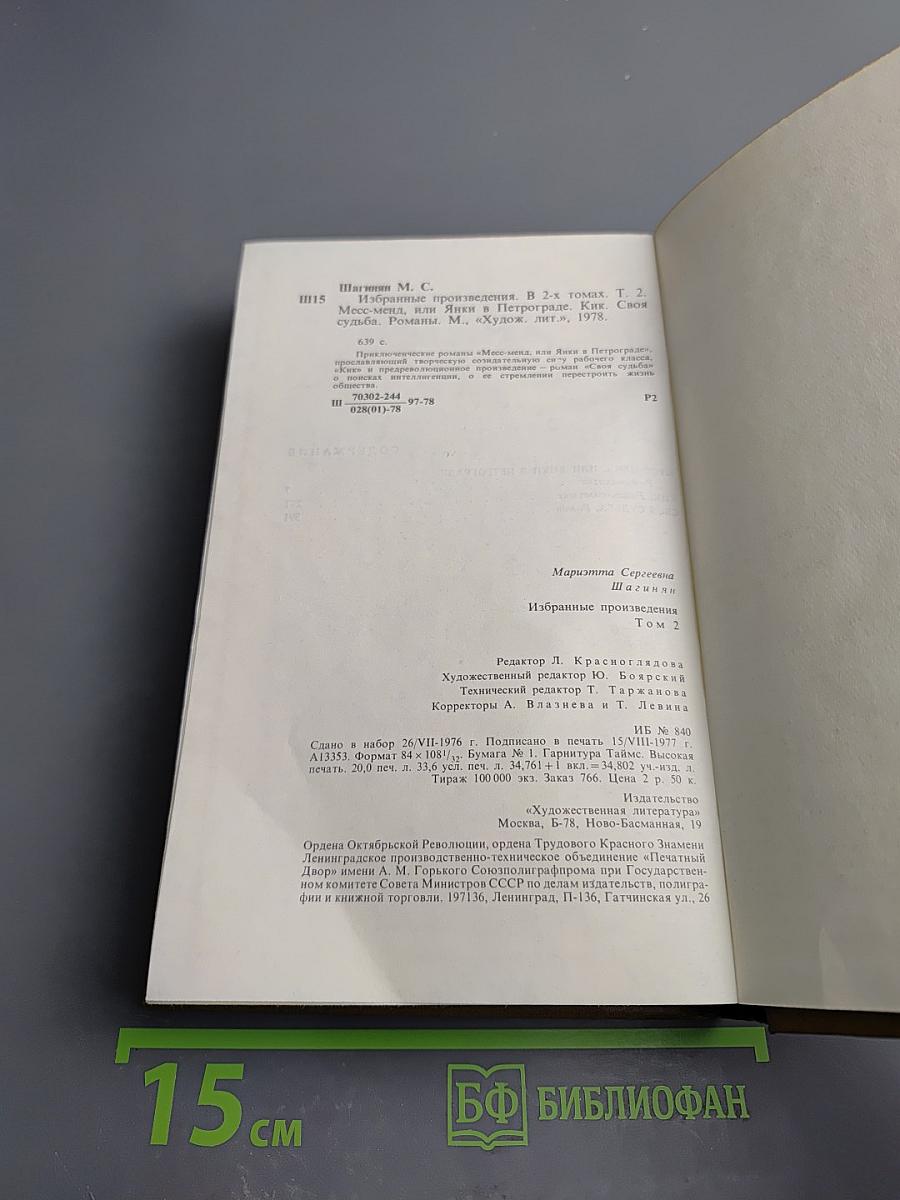 Шагинян М. С.
Ш15 Избранные произведения. В 2-х томах. Т. 2.
Месс-менд, или Янки в Петрограде. Кик. Своя
судьба. Романы. М., «Худож. лит.», 1978.
639 с.
Приключенческие романы «Месс-менд, или Янки в Петрограде»,
прославляющий творческую созидательную силу рабочего класса,
«Кик» и предреволюционное произведение — роман «Своя судьба»
о поисках интеллигенции, о ее стремлении перестроить жизнь
общества.
Ш 70302-244 97-78 Р2
028(01)-78
СОДЕРЖАНИЕ
Мариэтта Сергеевна
Шагинян
Избранные произведения
Том 2
Редактор Л. Красноглядова
Художественный редактор Ю. Боярский
Технический редактор Т. Таржанова
Корректоры А. Влазнева и Т. Левина
ИБ № 840
Сдано в набор 26/VII-1976 г. Подписано в печать 15/VIII-1977 г.
А13353. Формат 84×108¹/₃₂. Бумага № 1. Гарнитура Таймс. Высокая
печать. 20,0 печ. л. 33,6 усл. печ. л. 34,761+1 вкл.=34,802 уч.-изд. л.
Тираж 100 000 экз. Заказ 766. Цена 2 р. 50 к.
Издательство
«Художественная литература»
Москва, Б-78, Ново-Басманная, 19
Ордена Октябрьской Революции, ордена Трудового Красного Знамени
Ленинградское производственно-техническое объединение «Печатный
Двор» имени А. М. Горького Союзполиграфпрома при Государствен-
ном комитете Совета Министров СССР по делам издательств, полигра-
фии и книжной торговли. 197136, Ленинград, П-136, Гатчинская ул., 26
15 см
БФ БИБЛИОФАН